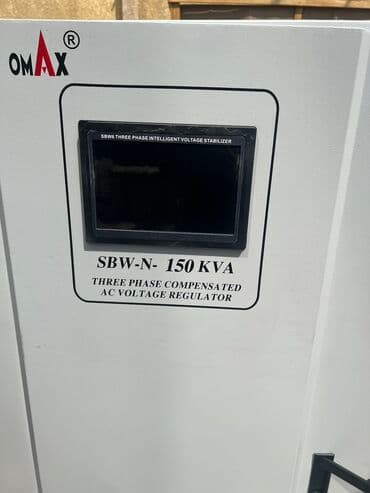 OMAX ®
SBW6 THREE PHASE INTELLIGENT VOLTAGE STABILIZER
SBW-N- 150 KVA
THREE PHASE COMPENSATED
AC VOLTAGE REGULATOR